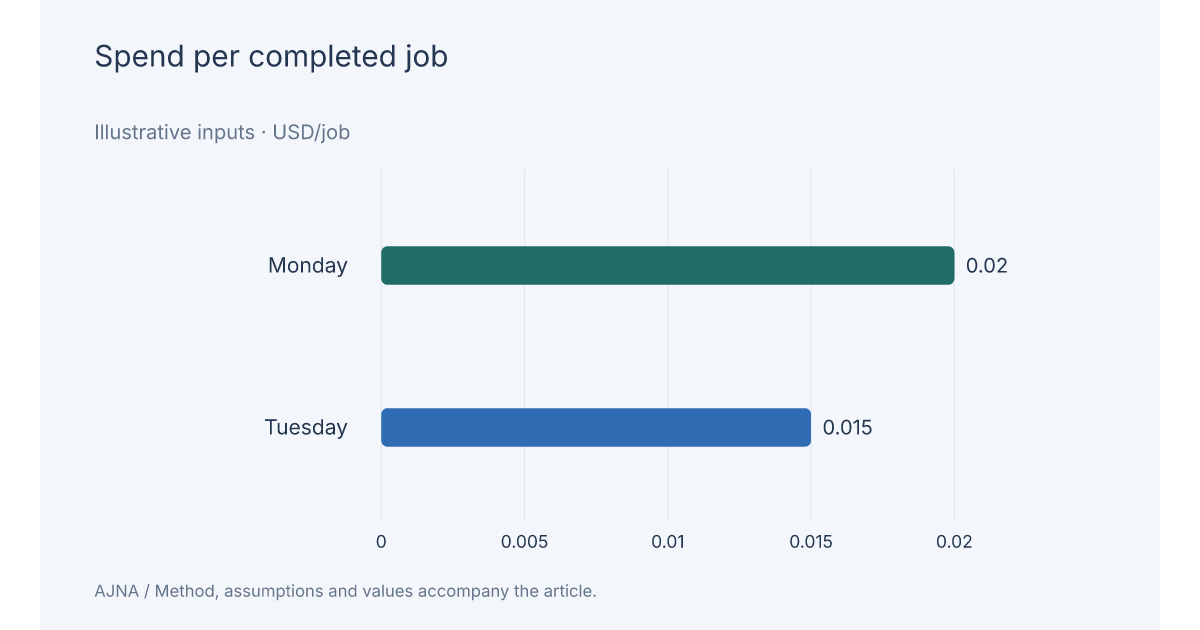 Spend per completed job
Illustrative inputs · USD/job
Monday 0.02
Tuesday 0.015
0 0.005 0.01 0.015 0.02
AJNA / Method, assumptions and values accompany the article.